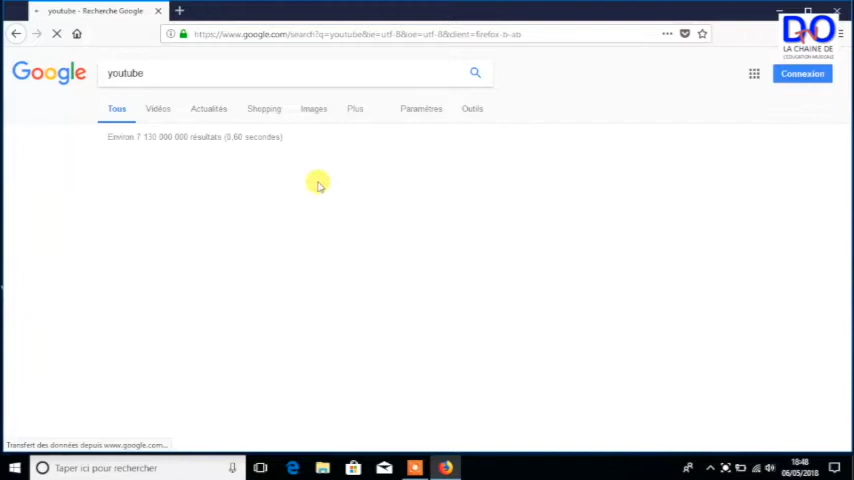 youtube - Recherche Google
https://www.google.com/search?q=youtube&ie=utf-8&oe=utf-8&client=firefox-b-ab
DO
TV
LA CHAINE DE
L'EDUCATION MUSICALE
Google
youtube
Connexion
Tous Vidéos Actualités Shopping Images Plus Paramètres Outils
Environ 7 130 000 000 résultats (0,60 secondes)
Transfert des données depuis www.google.com...
Taper ici pour rechercher
18:48
06/05/2018